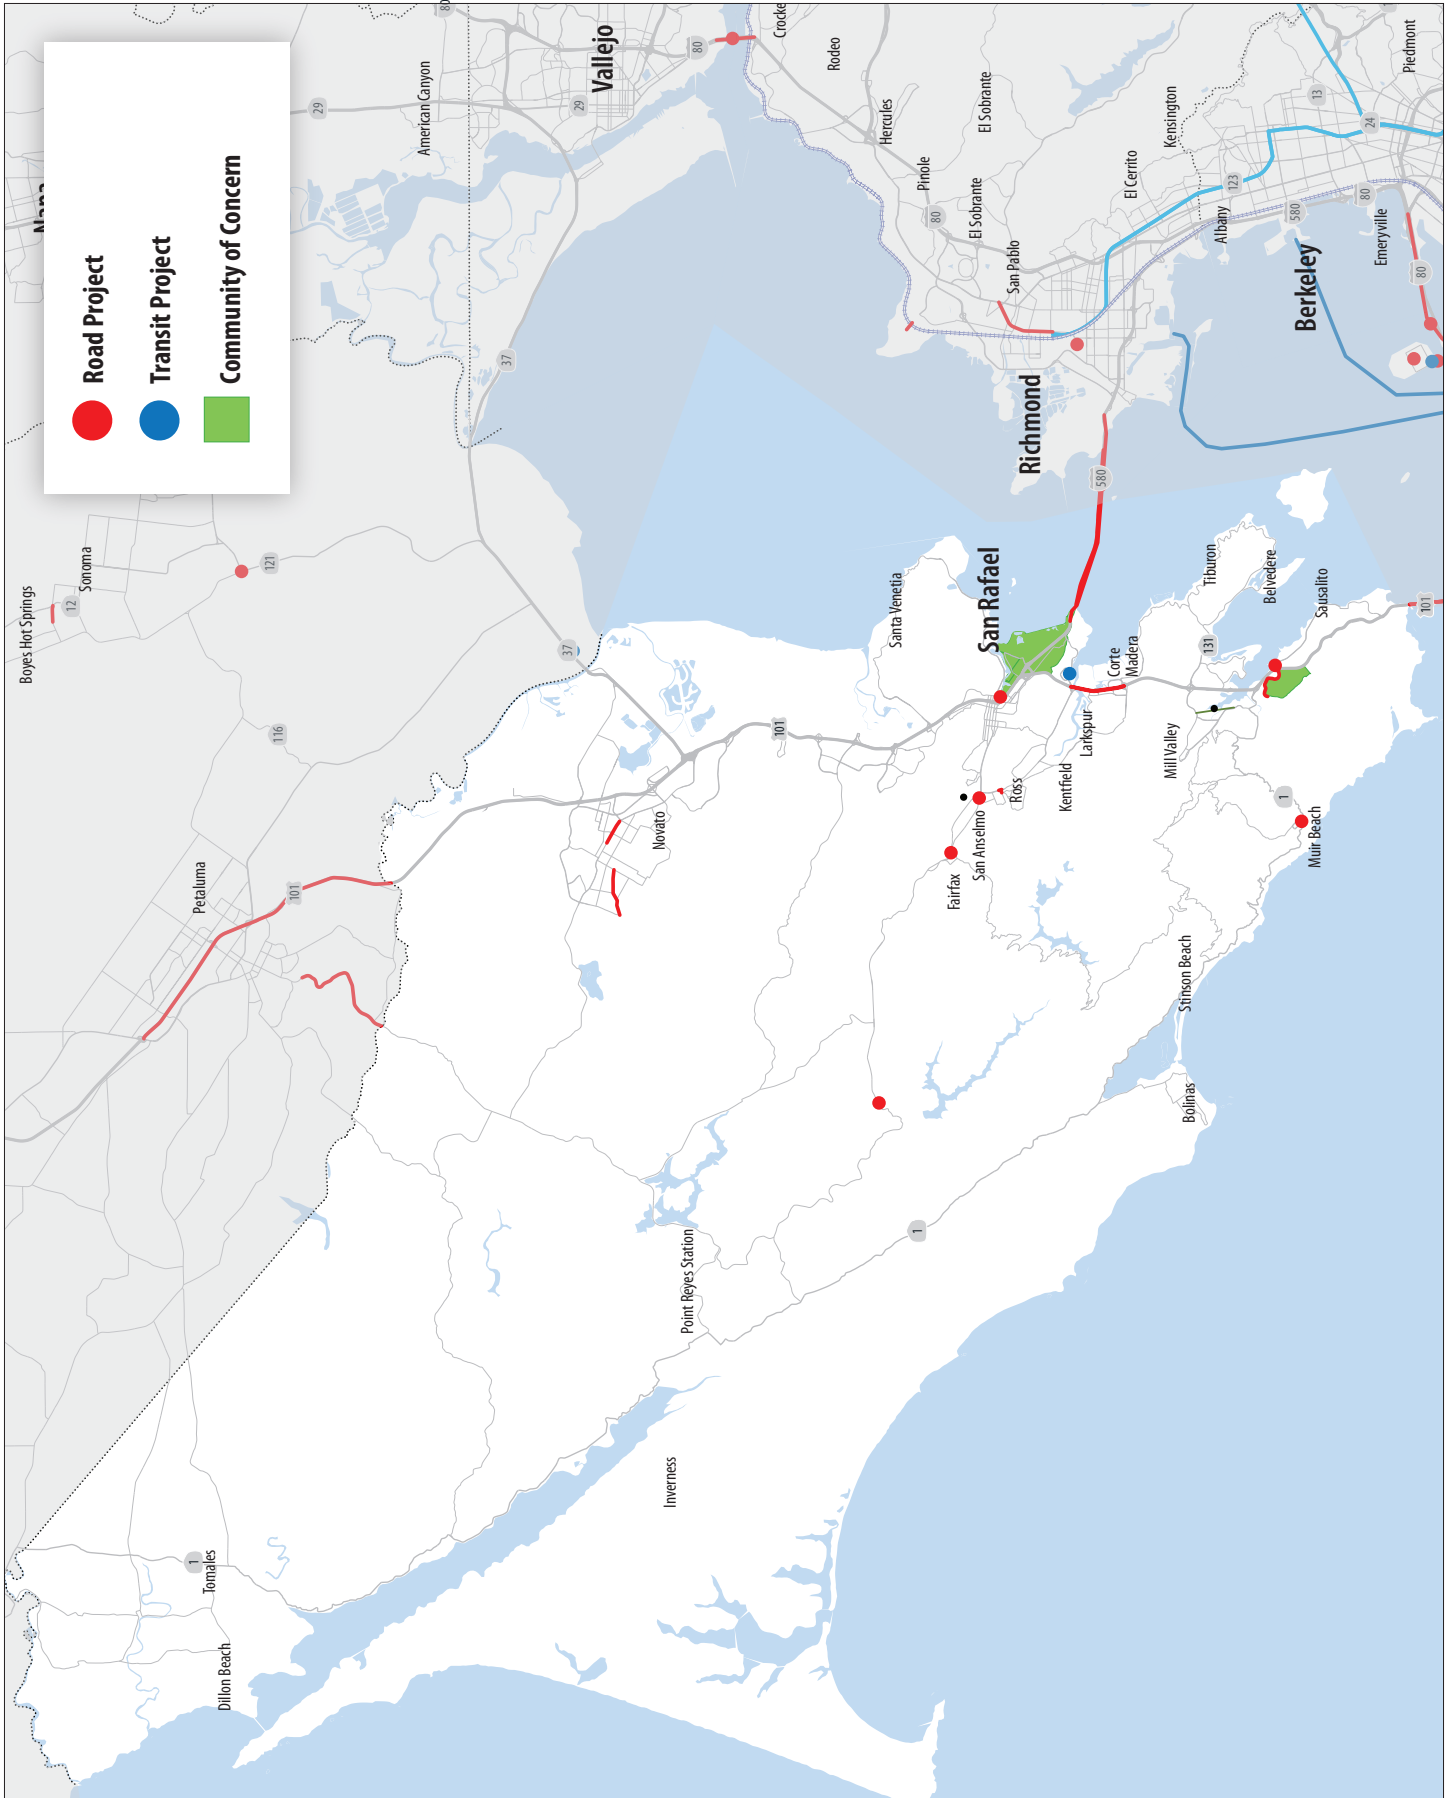 Road Project
Transit Project
Community of Concern
Napa
Vallejo
American Canyon
Crocke
Rodeo
Hercules
El Sobrante
Pinole
El Sobrante
San Pablo
Kensington
El Cerrito
Albany
Piedmont
Emeryville
Berkeley
Richmond
Boyes Hot Springs
Sonoma
Petaluma
Novato
Santa Venetia
San Rafael
Tiburon
Belvedere
Sausalito
Corte
Madera
Larkspur
Kentfield
Ross
San Anselmo
Fairfax
Mill Valley
Muir Beach
Stinson Beach
Bolinas
Point Reyes Station
Inverness
Tomales
Dillon Beach
80
29
29
80
37
80
13
24
123
580
80
80
12
121
116
37
101
101
580
131
101
1
1
1